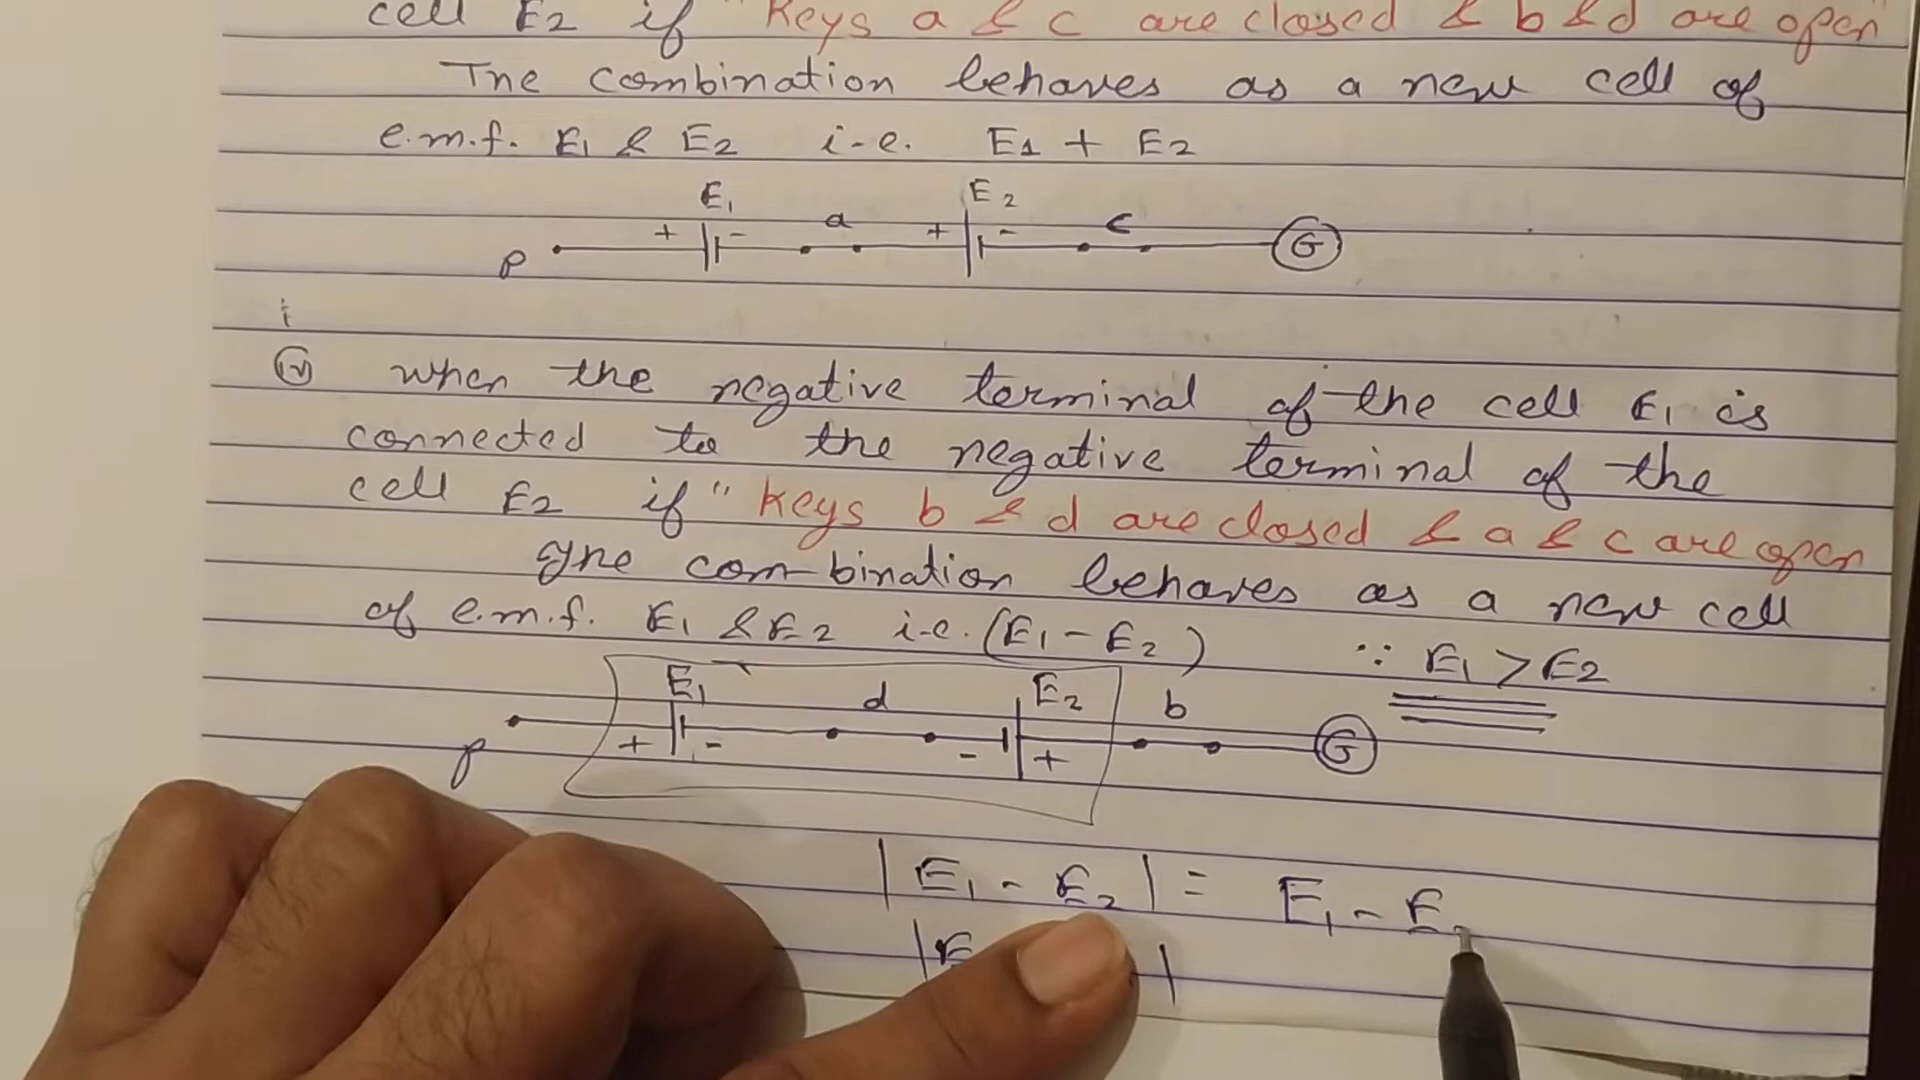 cell E2 if "Keys a & c are closed & b & d are open"
The combination behaves as a new cell of
e.m.f. E1 & E2 i-e. E1 + E2
E1 E2
P + - a + - c G
i
iv when the negative terminal of the cell E1 is
connected to the negative terminal of the
cell E2 if "keys b & d are closed & a & c are open
The com-bination behaves as a new cell
of e.m.f. E1 & E2 i-e. (E1 - E2) ∵ E1 > E2
E1 d E2 b
P + - - + G
|E1 - E2| = E1 - E
|E |